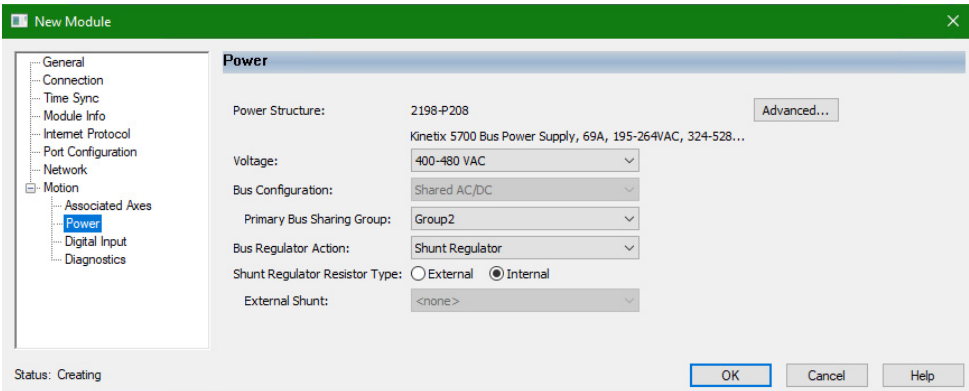 New Module
General
Connection
Time Sync
Module Info
Internet Protocol
Port Configuration
Network
Motion
Associated Axes
Power
Digital Input
Diagnostics
Power
Power Structure: 2198-P208 Advanced...
Kinetix 5700 Bus Power Supply, 69A, 195-264VAC, 324-528...
Voltage: 400-480 VAC
Bus Configuration: Shared AC/DC
Primary Bus Sharing Group: Group2
Bus Regulator Action: Shunt Regulator
Shunt Regulator Resistor Type: External Internal
External Shunt: <none>
Status: Creating OK Cancel Help